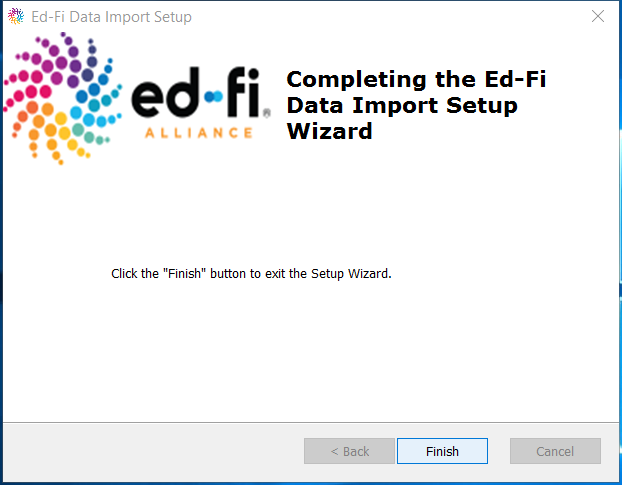 Ed-Fi Data Import Setup
ed-fi®
ALLIANCE
Completing the Ed-Fi
Data Import Setup
Wizard
Click the "Finish" button to exit the Setup Wizard.
< Back
Finish
Cancel